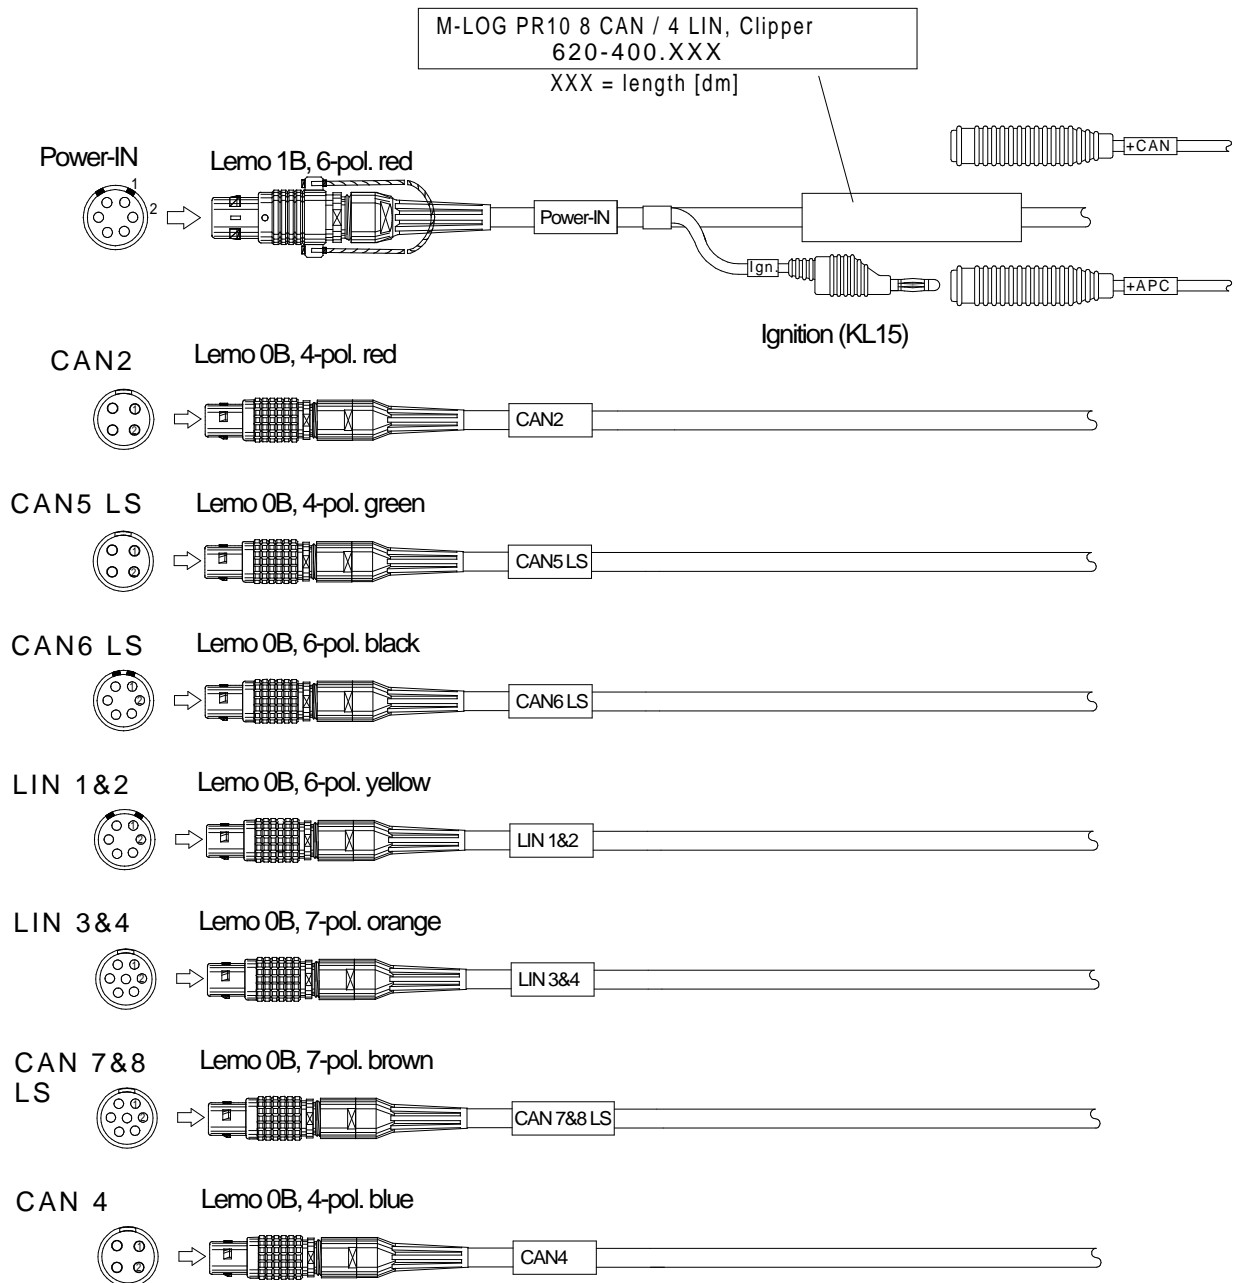 M-LOG PR10 8 CAN / 4 LIN, Clipper
620-400.XXX
XXX = length [dm]
+CAN
Power-IN
Lemo 1B, 6-pol. red
1
2
Power-IN
Ign.
+APC
Ignition (KL15)
CAN2
Lemo 0B, 4-pol. red
1
2
CAN2
CAN5 LS
Lemo 0B, 4-pol. green
1
2
CAN5 LS
CAN6 LS
Lemo 0B, 6-pol. black
1
2
CAN6 LS
LIN 1&2
Lemo 0B, 6-pol. yellow
1
2
LIN 1&2
LIN 3&4
Lemo 0B, 7-pol. orange
1
2
LIN 3&4
CAN 7&8
LS
Lemo 0B, 7-pol. brown
1
2
CAN 7&8 LS
CAN 4
Lemo 0B, 4-pol. blue
1
2
CAN4